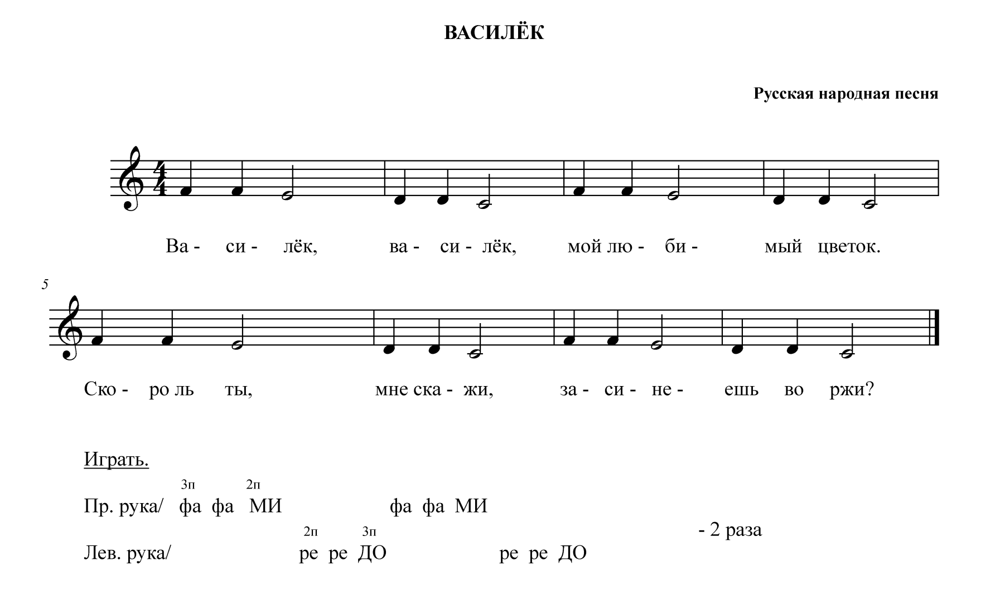 ВАСИЛЁК
Русская народная песня
4
4
Ва - си - лёк, ва - си - лёк, мой лю - би - мый цветок.
5
Ско - ро ль ты, мне ска - жи, за - си - не - ешь во ржи?
Играть.
3п 2п
Пр. рука/ фа фа МИ фа фа МИ
- 2 раза
2п 3п
Лев. рука/ ре ре ДО ре ре ДО